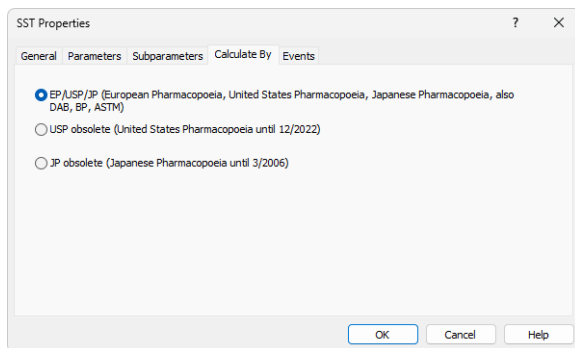 SST Properties
?
General Parameters Subparameters Calculate By Events
EP/USP/JP (European Pharmacopoeia, United States Pharmacopoeia, Japanese Pharmacopoeia, also
DAB, BP, ASTM)
USP obsolete (United States Pharmacopoeia until 12/2022)
JP obsolete (Japanese Pharmacopoeia until 3/2006)
OK Cancel Help